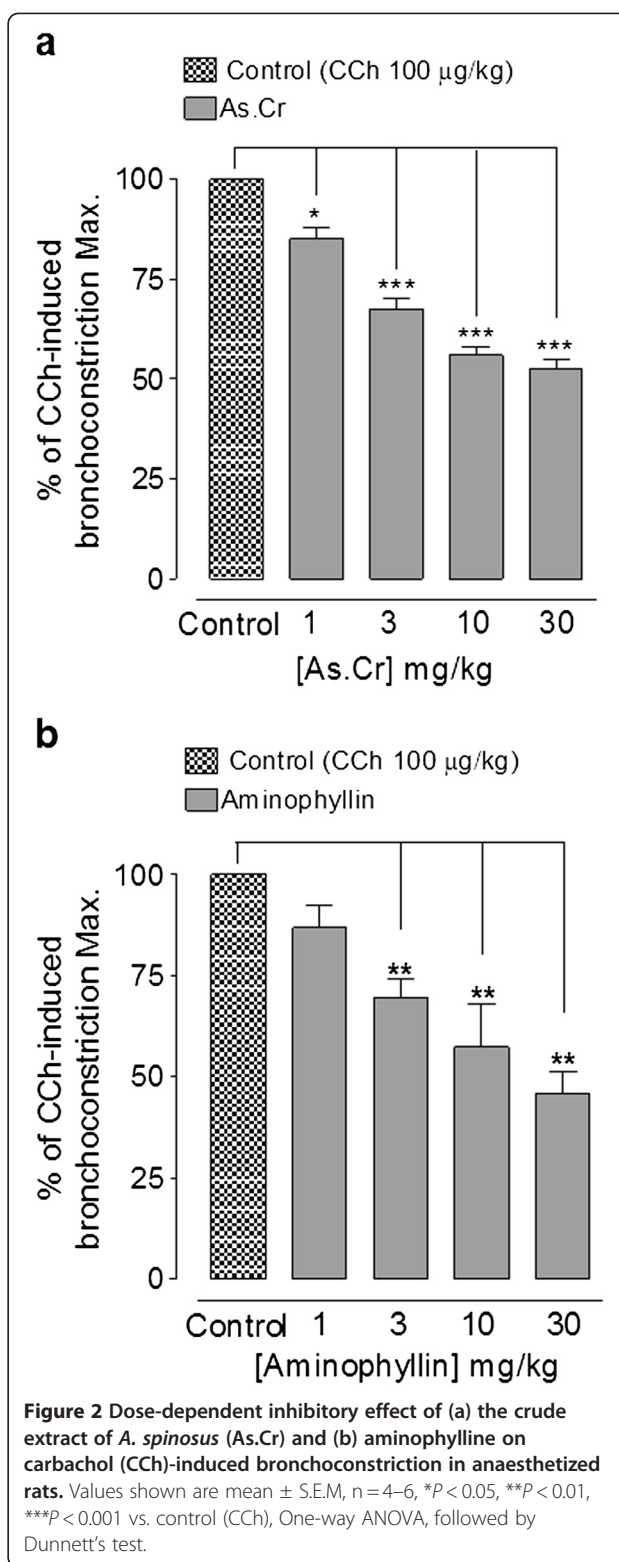 a
Control (CCh 100 µg/kg)
As.Cr
% of CCh-induced
bronchoconstriction Max.
100
75
50
25
0
*
***
***
***
Control 1 3 10 30
[As.Cr] mg/kg
b
Control (CCh 100 µg/kg)
Aminophyllin
% of CCh-induced
bronchoconstriction Max.
100
75
50
25
0
**
**
**
Control 1 3 10 30
[Aminophyllin] mg/kg
Figure 2 Dose-dependent inhibitory effect of (a) the crude
extract of A. spinosus (As.Cr) and (b) aminophylline on
carbachol (CCh)-induced bronchoconstriction in anaesthetized
rats. Values shown are mean ± S.E.M, n = 4–6, *P < 0.05, **P < 0.01,
***P < 0.001 vs. control (CCh), One-way ANOVA, followed by
Dunnett's test.